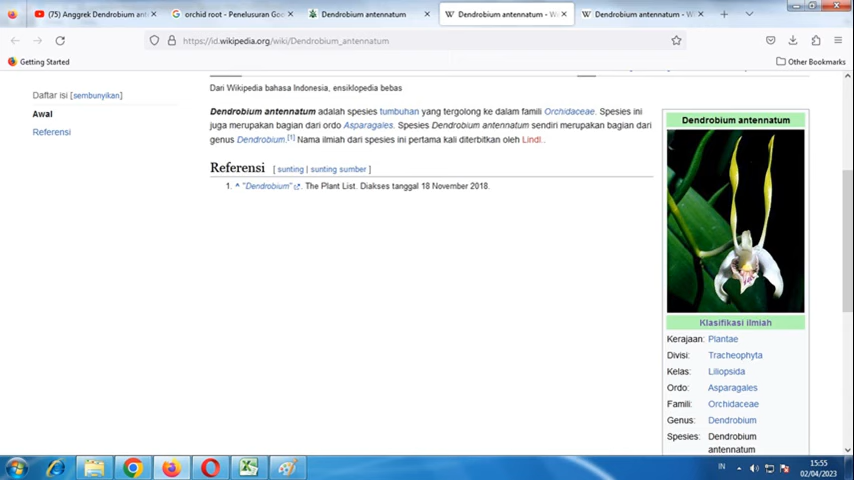 (75) Anggrek Dendrobium ant
orchid root - Penelusuran Goo
Dendrobium antennatum
Dendrobium antennatum - W
Dendrobium antennatum - Wi
https://id.wikipedia.org/wiki/Dendrobium_antennatum
Getting Started
Other Bookmarks
Dari Wikipedia bahasa Indonesia, ensiklopedia bebas
Daftar isi [sembunyikan]
Awal
Referensi
Dendrobium antennatum adalah spesies tumbuhan yang tergolong ke dalam famili Orchidaceae. Spesies ini
juga merupakan bagian dari ordo Asparagales. Spesies Dendrobium antennatum sendiri merupakan bagian dari
genus Dendrobium.[1] Nama ilmiah dari spesies ini pertama kali diterbitkan oleh Lindl..
Referensi [ sunting | sunting sumber ]
1. ^ "Dendrobium". The Plant List. Diakses tanggal 18 November 2018.
Dendrobium antennatum
Klasifikasi ilmiah
Kerajaan: Plantae
Divisi: Tracheophyta
Kelas: Liliopsida
Ordo: Asparagales
Famili: Orchidaceae
Genus: Dendrobium
Spesies: Dendrobium
antennatum
IN
15:55
02/04/2023